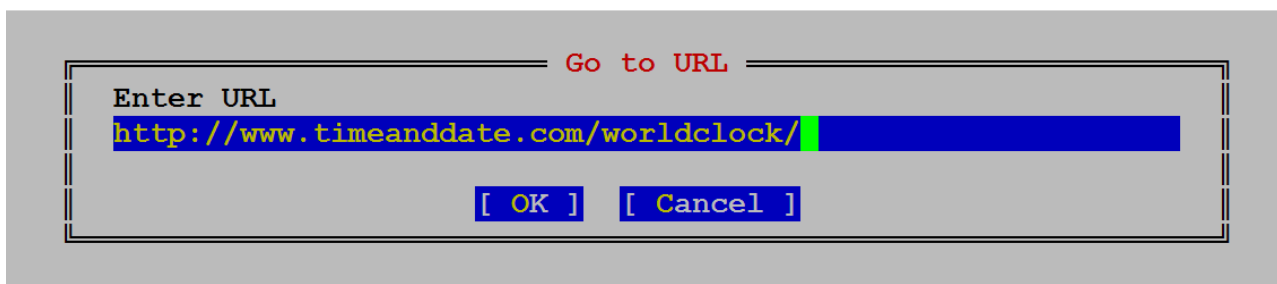 Go to URL
Enter URL
http://www.timeanddate.com/worldclock/
[ OK ] [ Cancel ]